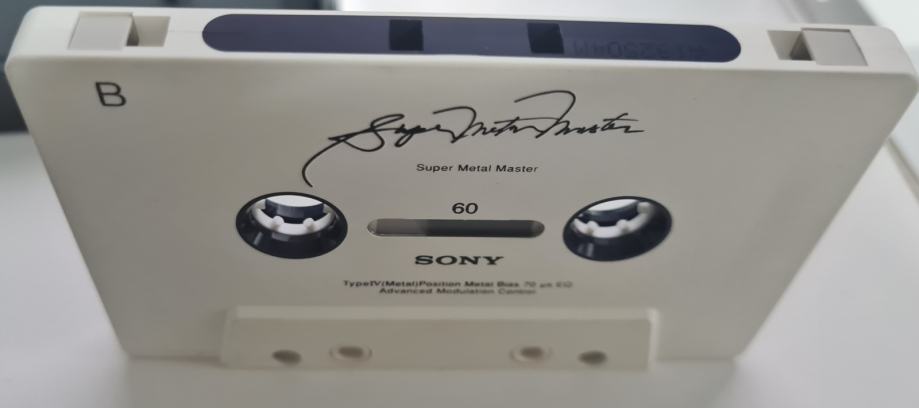 B
Super Metal Master
Super Metal Master
60
SONY
TypeIV(Metal)Position Metal Bias 70 µs EQ
Advanced Modulation Control